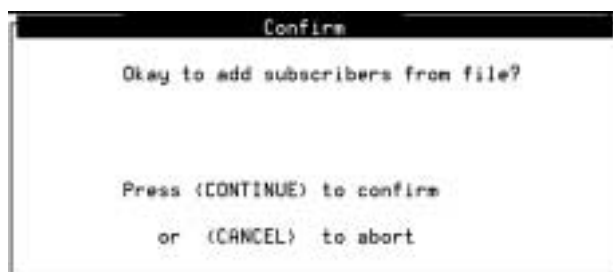 Confirm
Okay to add subscribers from file?
Press <CONTINUE> to confirm
or <CANCEL> to abort